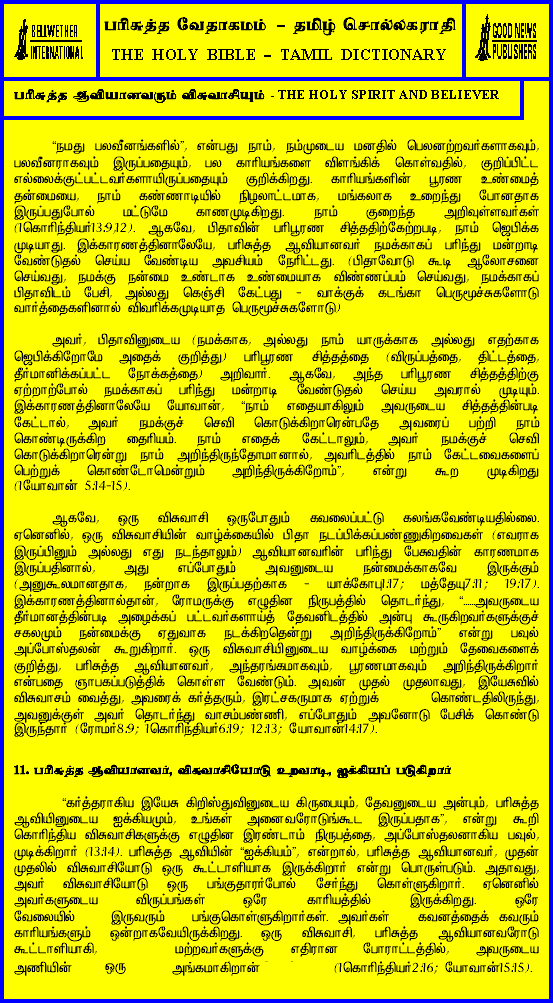 BELLWETHER
INTERNATIONAL
பரிசுத்த வேதாகமம் – தமிழ் சொல்லகராதி
THE HOLY BIBLE – TAMIL DICTIONARY
GOOD NEWS
PUBLISHERS
பரிசுத்த ஆவியானவரும் விசுவாசியும் - THE HOLY SPIRIT AND BELIEVER
“நமது பலவீனங்களில்”, என்பது நாம், நம்முடைய மனதில் பெலனற்றவர்களாகவும்,
பலவீனராகவும் இருப்பதையும், பல காரியங்களை விளங்கிக் கொள்வதில், குறிப்பிட்ட
எல்லைக்குட்பட்டவர்களாயிருப்பதையும் குறிக்கிறது. காரியங்களின் பூரண உண்மைத்
தன்மையை, நாம் கண்ணாடியில் நிழலாட்டமாக, மங்கலாக உறைந்து போனதாக
இருப்பதுபோல் மட்டுமே காணமுடிகிறது. நாம் குறைந்த அறிவுள்ளவர்கள்
(1கொரிந்தியர்13:9,12). ஆகவே, பிதாவின் பரிபூரண சித்ததிற்கேற்றபடி, நாம் ஜெபிக்க
முடியாது. இக்காரணத்தினாலேயே, பரிசுத்த ஆவியானவர் நமக்காகப் பரிந்து மன்றாடி
வேண்டுதல் செய்ய வேண்டிய அவசியம் நேரிட்டது. (பிதாவோடு கூடி ஆலோசனை
செய்வது, நமக்கு நன்மை உண்டாக உண்மையாக விண்ணப்பம் செய்வது, நமக்காகப்
பிதாவிடம் பேசி, அல்லது கெஞ்சி கேட்பது - வாக்குக் கடங்கா பெருமூச்சுகளோடு
வார்த்தைகளினால் விவரிக்கமுடியாத பெருமூச்சுகளோடு)
அவர், பிதாவினுடைய (நமக்காக, அல்லது நாம் யாருக்காக அல்லது எதற்காக
ஜெபிக்கிறோமே அதைக் குறித்து) பரிபூரண சித்தத்தை (விருப்பத்தை, திட்டத்தை,
தீர்மானிக்கப்பட்ட நோக்கத்தை) அறிவார். ஆகவே, அந்த பரிபூரண சித்தத்திற்கு
ஏற்றாற்போல் நமக்காகப் பரிந்து மன்றாடி வேண்டுதல் செய்ய அவரால் முடியும்.
இக்காரணத்தினாலேயே யோவான், “நாம் எதையாகிலும் அவருடைய சித்தத்தின்படி
கேட்டால், அவர் நமக்குச் செவி கொடுக்கிறாரென்பதே அவரைப் பற்றி நாம்
கொண்டிருக்கிற தைரியம். நாம் எதைக் கேட்டாலும், அவர் நமக்குச் செவி
கொடுக்கிறாரென்று நாம் அறிந்திருந்தோமானால், அவரிடத்தில் நாம் கேட்டவைகளைப்
பெற்றுக் கொண்டோமென்றும் அறிந்திருக்கிறோம்”, என்று கூற முடிகிறது
(1யோவான் 5:14-15).
ஆகவே, ஒரு விசுவாசி ஒருபோதும் கவலைப்பட்டு கலங்கவேண்டியதில்லை.
ஏனெனில், ஒரு விசுவாசியின் வாழ்க்கையில் பிதா நடப்பிக்கப்பண்ணுகிறவைகள் (எவராக
இருப்பினும் அல்லது எது நடந்தாலும்) ஆவியானவரின் பரிந்து பேசுவதின் காரணமாக
இருப்பதினால், அது எப்போதும் அவனுடைய நன்மைக்காகவே இருக்கும்
(அனுகூலமானதாக, நன்றாக இருப்பதற்காக - யாக்கோபு1:17; மத்தேயு7:11; 19:17).
இக்காரணத்தினால்தான், ரோமருக்கு எழுதின நிருபத்தில் தொடர்ந்து, “.....அவருடைய
தீர்மானத்தின்படி அழைக்கப் பட்டவர்களாய்த் தேவனிடத்தில் அன்பு கூருகிறவர்களுக்குச்
சகலமும் நன்மைக்கு ஏதுவாக நடக்கிறதென்று அறிந்திருக்கிறோம்” என்று பவுல்
அப்போஸ்தலன் கூறுகிறார். ஒரு விசுவாசியினுடைய வாழ்க்கை மற்றும் தேவைகளைக்
குறித்து, பரிசுத்த ஆவியானவர், அந்தரங்கமாகவும், பூரணமாகவும் அறிந்திருக்கிறார்
என்பதை ஞாபகப்படுத்திக் கொள்ள வேண்டும். அவன் முதல் முதலாவது, இயேசுவில்
விசுவாசம் வைத்து, அவரைக் கர்த்தரும், இரட்சகருமாக ஏற்றுக் கொண்டதிலிருந்து,
அவனுக்குள் அவர் தொடர்ந்து வாசம்பண்ணி, எப்போதும் அவனோடு பேசிக் கொண்டு
இருந்தார் (ரோமர்8:9; 1கொரிந்தியர்6:19; 12:13; யோவான்14:17).
11. பரிசுத்த ஆவியானவர், விசுவாசியோடு உறவாடி, ஐக்கியப் படுகிறார்
“கர்த்தராகிய இயேசு கிறிஸ்துவினுடைய கிருபையும், தேவனுடைய அன்பும், பரிசுத்த
ஆவியினுடைய ஐக்கியமும், உங்கள் அனைவரோடுங்கூட இருப்பதாக”, என்று கூறி
கொரிந்திய விசுவாசிகளுக்கு எழுதின இரண்டாம் நிருபத்தை, அப்போஸ்தலனாகிய பவுல்,
முடிக்கிறார் (13:14). பரிசுத்த ஆவியின் “ஐக்கியம்”, என்றால், பரிசுத்த ஆவியானவர், முதன்
முதலில் விசுவாசியோடு ஒரு கூட்டாளியாக இருக்கிறார் என்று பொருள்படும். அதாவது,
அவர் விசுவாசியோடு ஒரு பங்குதாரர்போல் சேர்ந்து கொள்ளுகிறார். ஏனெனில்
அவர்களுடைய விருப்பங்கள் ஒரே காரியத்தில் இருக்கிறது. ஒரே
வேலையில் இருவரும் பங்குகொள்ளுகிறார்கள். அவர்கள் கவனத்தைக் கவரும்
காரியங்களும் ஒன்றாகவேயிருக்கிறது. ஒரு விசுவாசி, பரிசுத்த ஆவியானவரோடு
கூட்டாளியாகி, மற்றவர்களுக்கு எதிரான போராட்டத்தில், அவருடைய
அணியின் ஒரு அங்கமாகிறான் (1கொரிந்தியர்2:16; யோவான்15:15).